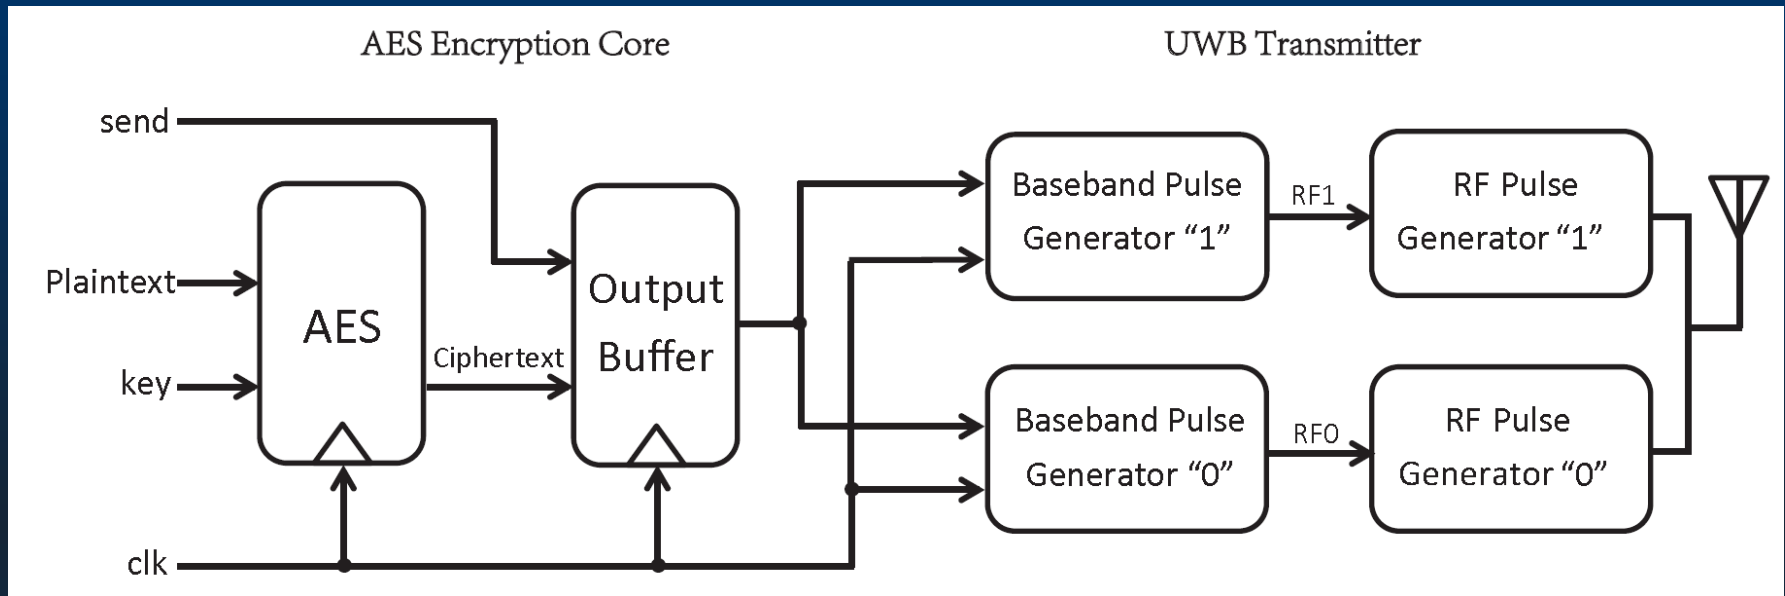 AES Encryption Core
UWB Transmitter
send
Plaintext
key
clk
AES
Ciphertext
Output
Buffer
Baseband Pulse
Generator “1”
RF1
RF Pulse
Generator “1”
Baseband Pulse
Generator “0”
RF0
RF Pulse
Generator “0”